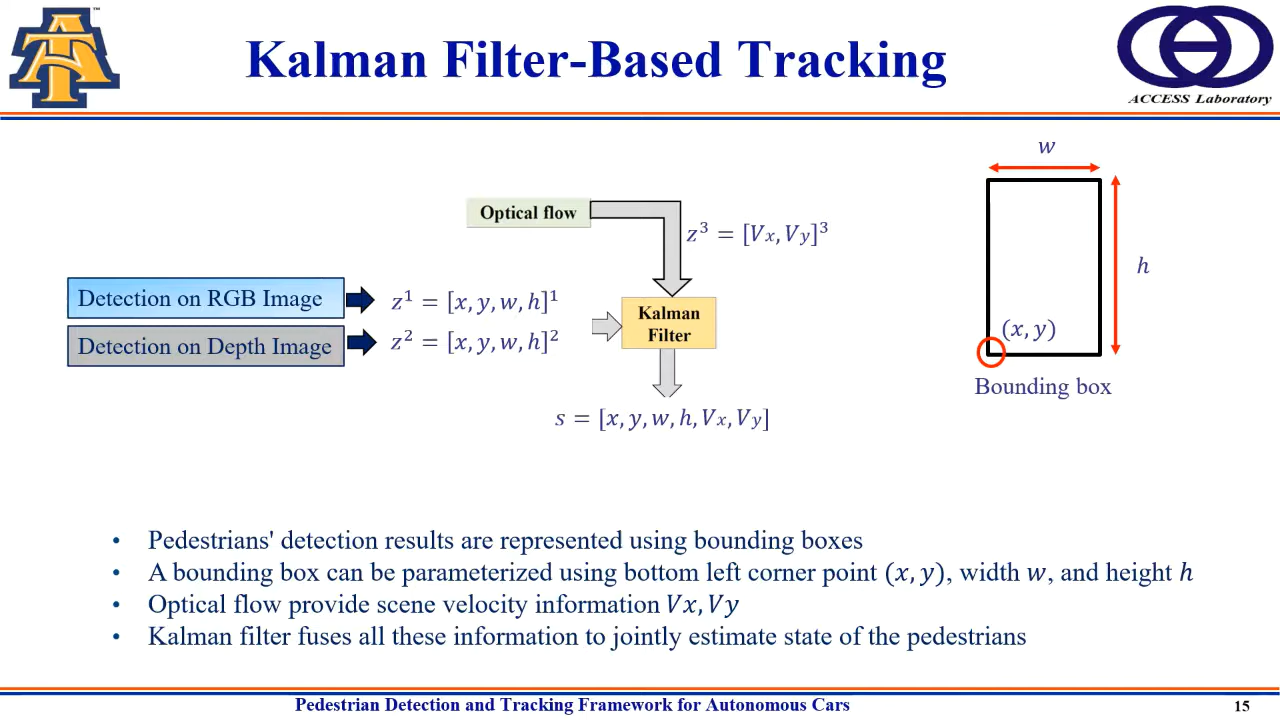 Kalman Filter-Based Tracking
ACCESS Laboratory
w
Optical flow
z³ = [Vx, Vy]³
h
Detection on RGB Image
z¹ = [x, y, w, h]¹
Kalman
Filter
Detection on Depth Image
z² = [x, y, w, h]²
(x, y)
Bounding box
s = [x, y, w, h, Vx, Vy]
• Pedestrians' detection results are represented using bounding boxes
• A bounding box can be parameterized using bottom left corner point (x, y), width w, and height h
• Optical flow provide scene velocity information Vx, Vy
• Kalman filter fuses all these information to jointly estimate state of the pedestrians
Pedestrian Detection and Tracking Framework for Autonomous Cars
15